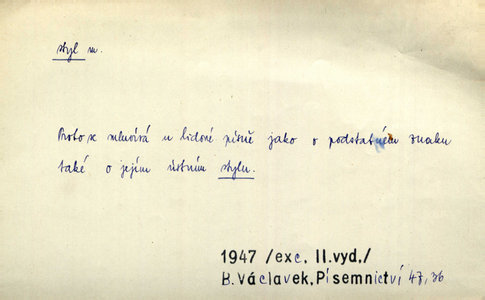 styl m.
Proto se mluvívá u lidové písně jako o podstatném znaku
také o jejím ústním stylu.
1947 /exc. II.vyd./
B.Václavek,Písemnictví 47,36